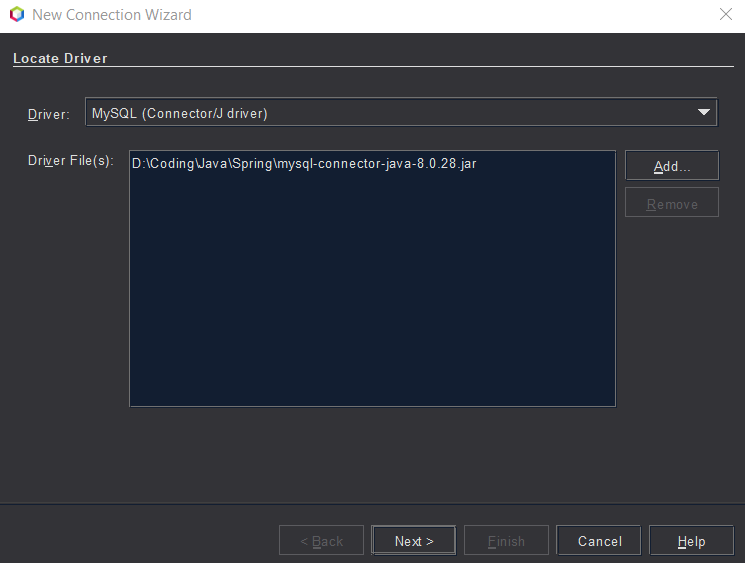 New Connection Wizard
Locate Driver
Driver: MySQL (Connector/J driver)
Driver File(s): D:\Coding\Java\Spring\mysql-connector-java-8.0.28.jar Add...
Remove
< Back Next > Finish Cancel Help